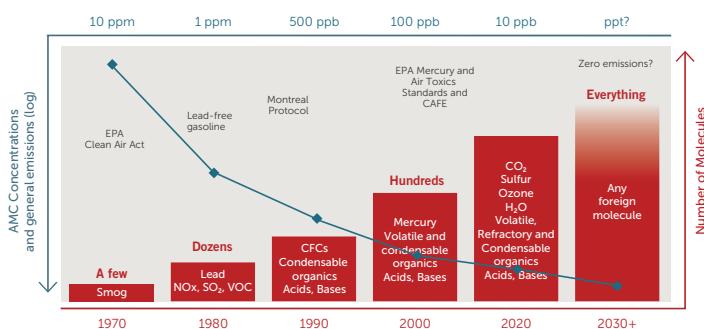 10 ppm 1 ppm 500 ppb 100 ppb 10 ppb ppt?
AMC Concentrations
and general emissions (log)
Number of Molecules
EPA
Clean Air Act
Lead-free
gasoline
Montreal
Protocol
EPA Mercury and
Air Toxics
Standards and
CAFE
Zero emissions?
A few
Smog
Dozens
Lead
NOx, SO₂, VOC
CFCs
Condensable
organics
Acids, Bases
Hundreds
Mercury
Volatile and
condensable
organics
Acids, Bases
CO₂
Sulfur
Ozone
H₂O
Volatile,
Refractory and
Condensable
organics
Acids, Bases
Everything
Any
foreign
molecule
1970 1980 1990 2000 2020 2030+